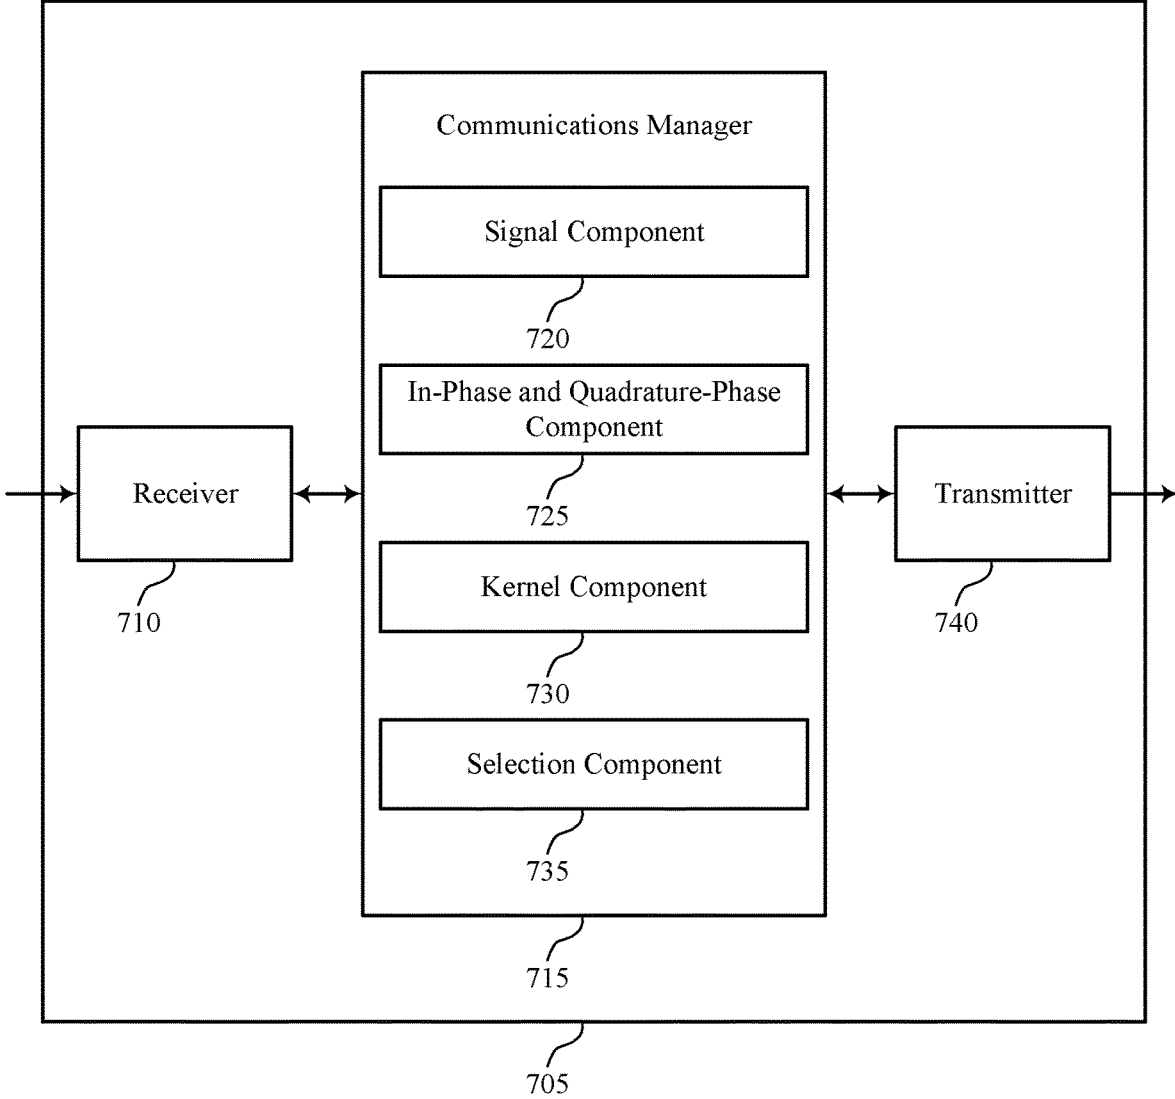 Communications Manager
Signal Component
720
In-Phase and Quadrature-Phase
Component
725
Receiver
710
Kernel Component
730
Transmitter
740
Selection Component
735
715
705